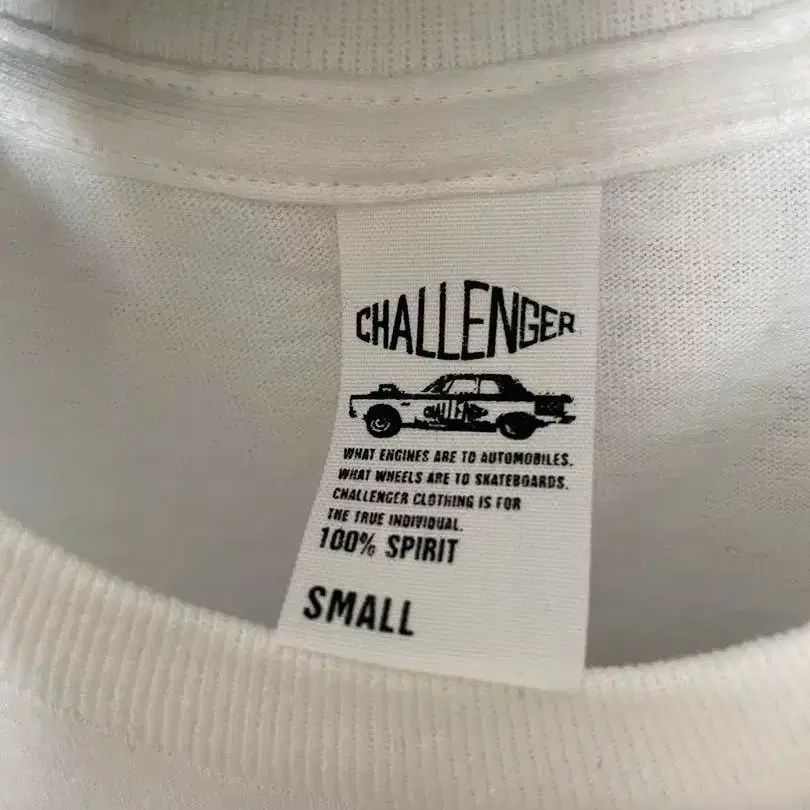 CHALLENGER
CHALLENGER
WHAT ENGINES ARE TO AUTOMOBILES.
WHAT WHEELS ARE TO SKATEBOARDS.
CHALLENGER CLOTHING IS FOR
THE TRUE INDIVIDUAL.
100% SPIRIT
SMALL